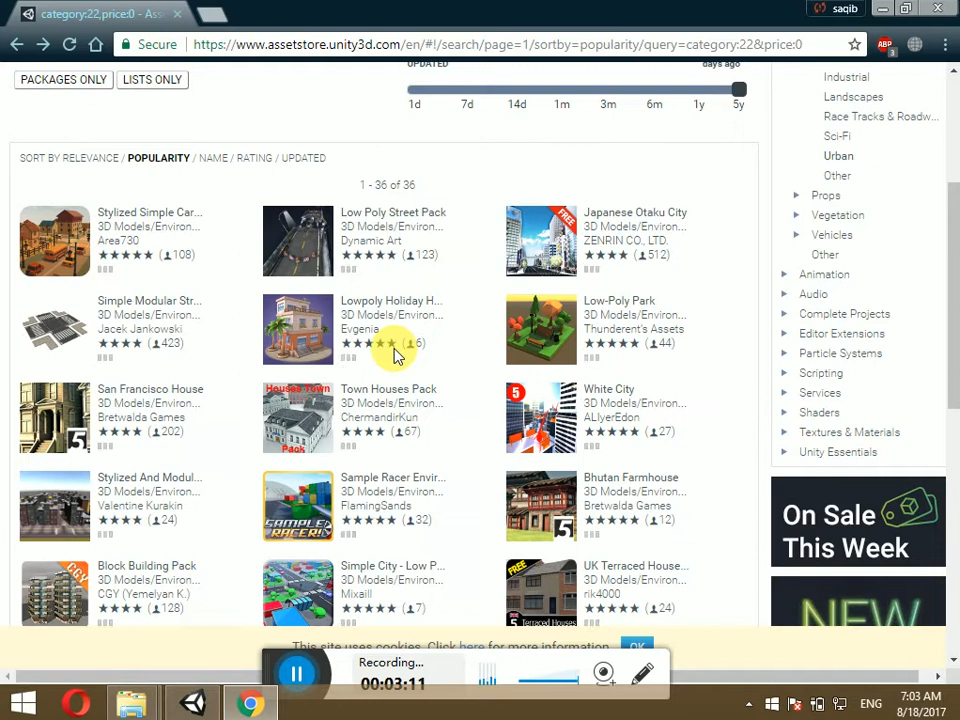 category:22,price:0 - Ass
saqib
Secure
https://www.assetstore.unity3d.com/en/#!/search/page=1/sortby=popularity/query=category:22&price:0
ABP
3
PACKAGES ONLY
LISTS ONLY
UPDATED
days ago
1d 7d 14d 1m 3m 6m 1y 5y
SORT BY RELEVANCE / POPULARITY / NAME / RATING / UPDATED
1 - 36 of 36
Stylized Simple Car...
3D Models/Environ...
Area730
★★★★★ (108)
Low Poly Street Pack
3D Models/Environ...
Dynamic Art
★★★★★ (123)
FREE
Japanese Otaku City
3D Models/Environ...
ZENRIN CO., LTD.
★★★★ (512)
Simple Modular Str...
3D Models/Environ...
Jacek Jankowski
★★★★ (423)
Lowpoly Holiday H...
3D Models/Environ...
Evgenia
★★★★★ (6)
Low-Poly Park
3D Models/Environ...
Thunderent's Assets
★★★★★ (44)
5
San Francisco House
3D Models/Environ...
Bretwalda Games
★★★★ (202)
Houses Town
Pack
Town Houses Pack
3D Models/Environ...
ChermandirKun
★★★★ (67)
5
White City
3D Models/Environ...
ALIyerEdon
★★★★★ (27)
Stylized And Modul...
3D Models/Environ...
Valentine Kurakin
★★★★ (24)
SAMPLE
RACER!
Sample Racer Envir...
3D Models/Environ...
FlamingSands
★★★★★ (32)
5
Bhutan Farmhouse
3D Models/Environ...
Bretwalda Games
★★★★ (12)
CGY
Block Building Pack
3D Models/Environ...
CGY (Yemelyan K.)
★★★★ (128)
Simple City - Low P...
3D Models/Environ...
Mixaill
★★★★★ (7)
FREE
5 Terraced Houses
UK Terraced House...
3D Models/Environ...
rik4000
★★★★★ (24)
Industrial
Landscapes
Race Tracks & Roadw...
Sci-Fi
Urban
Other
Props
Vegetation
Vehicles
Other
Animation
Audio
Complete Projects
Editor Extensions
Particle Systems
Scripting
Services
Shaders
Textures & Materials
Unity Essentials
On Sale
This Week
NEW
This site uses cookies. Click here for more information.
OK
Recording...
00:03:11
ENG
7:03 AM
8/18/2017